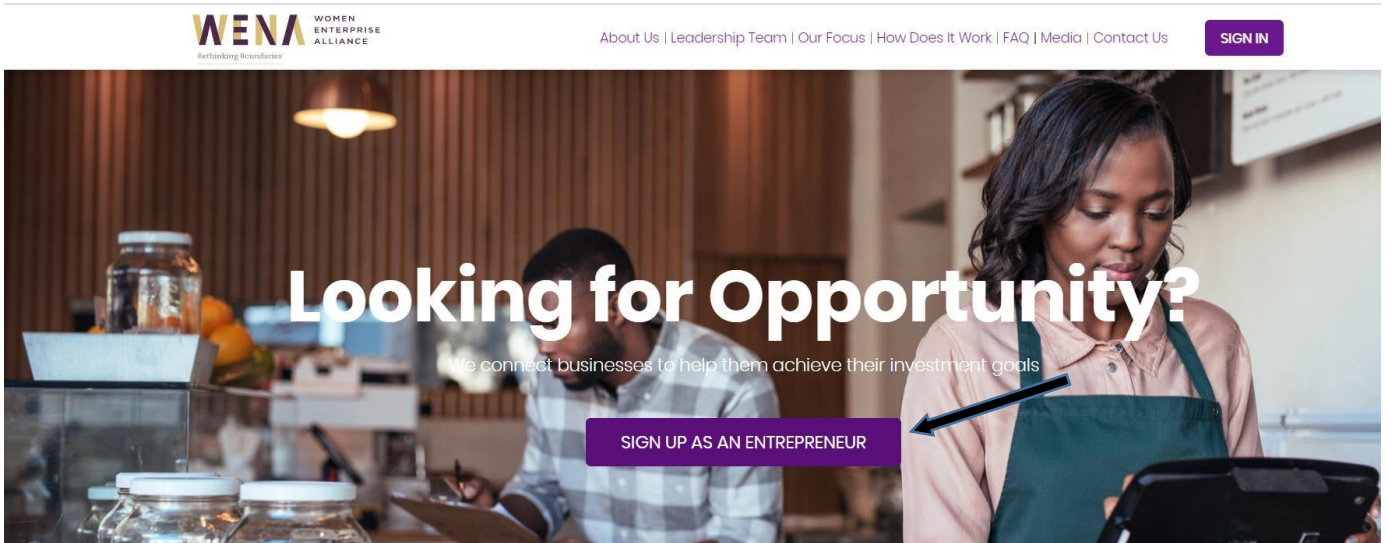 WENA
WOMEN
ENTERPRISE
ALLIANCE
Rethinking Boundaries
About Us | Leadership Team | Our Focus | How Does It Work | FAQ | Media | Contact Us
SIGN IN
Looking for Opportunity?
We connect businesses to help them achieve their investment goals
SIGN UP AS AN ENTREPRENEUR